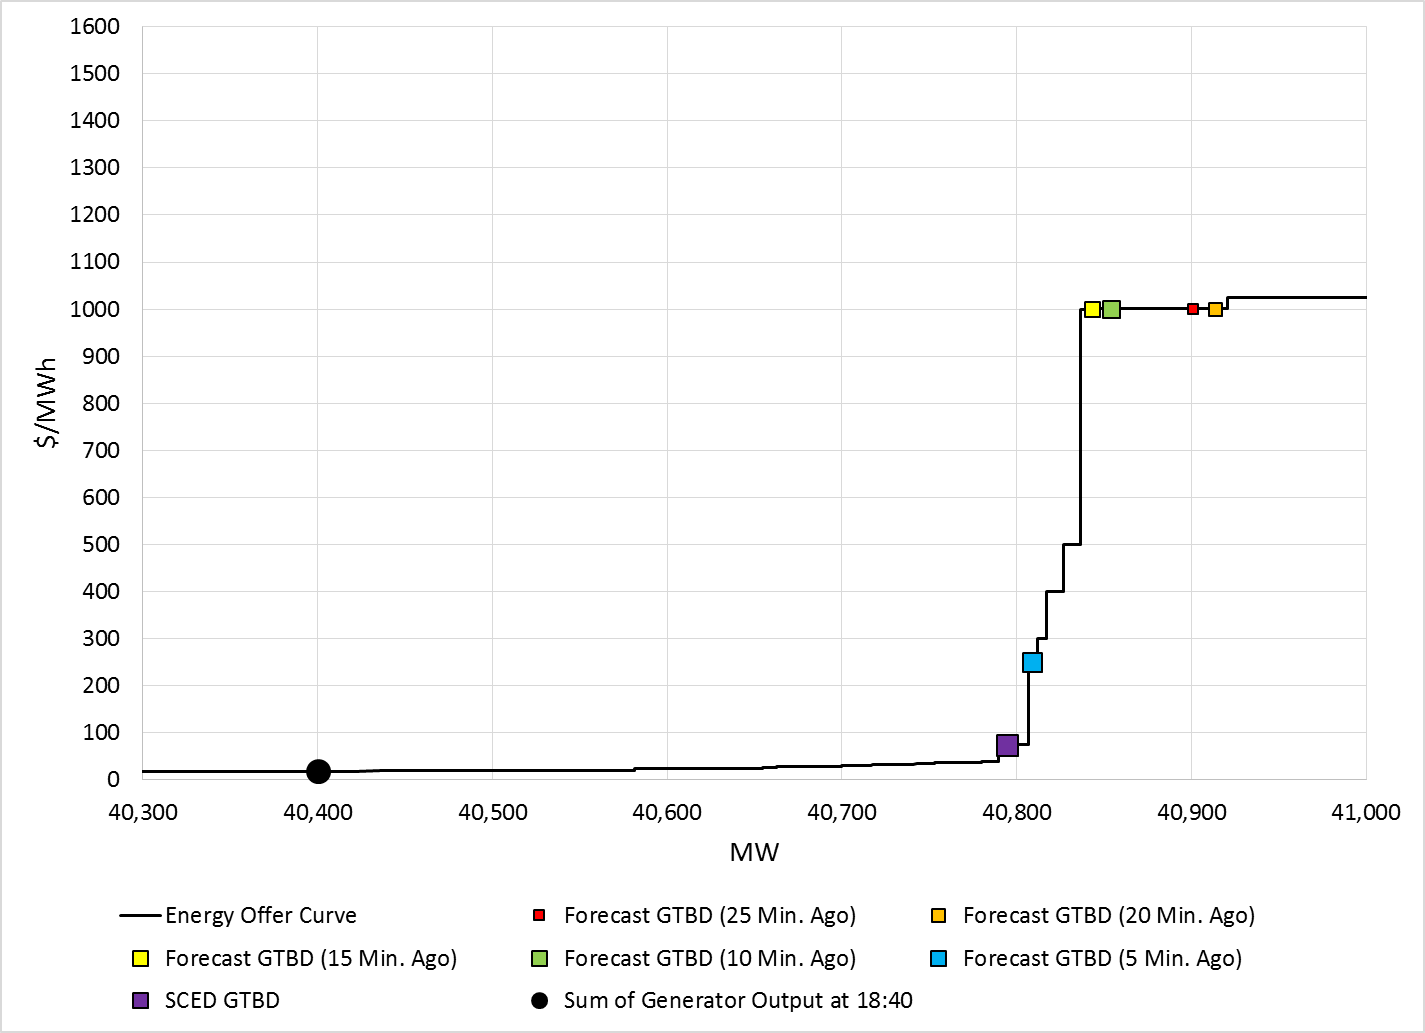 1600
1500
1400
1300
1200
1100
1000
900
800
700
600
500
400
300
200
100
0
$/MWh
40,300 40,400 40,500 40,600 40,700 40,800 40,900 41,000
MW
Energy Offer Curve Forecast GTBD (25 Min. Ago) Forecast GTBD (20 Min. Ago)
Forecast GTBD (15 Min. Ago) Forecast GTBD (10 Min. Ago) Forecast GTBD (5 Min. Ago)
SCED GTBD Sum of Generator Output at 18:40